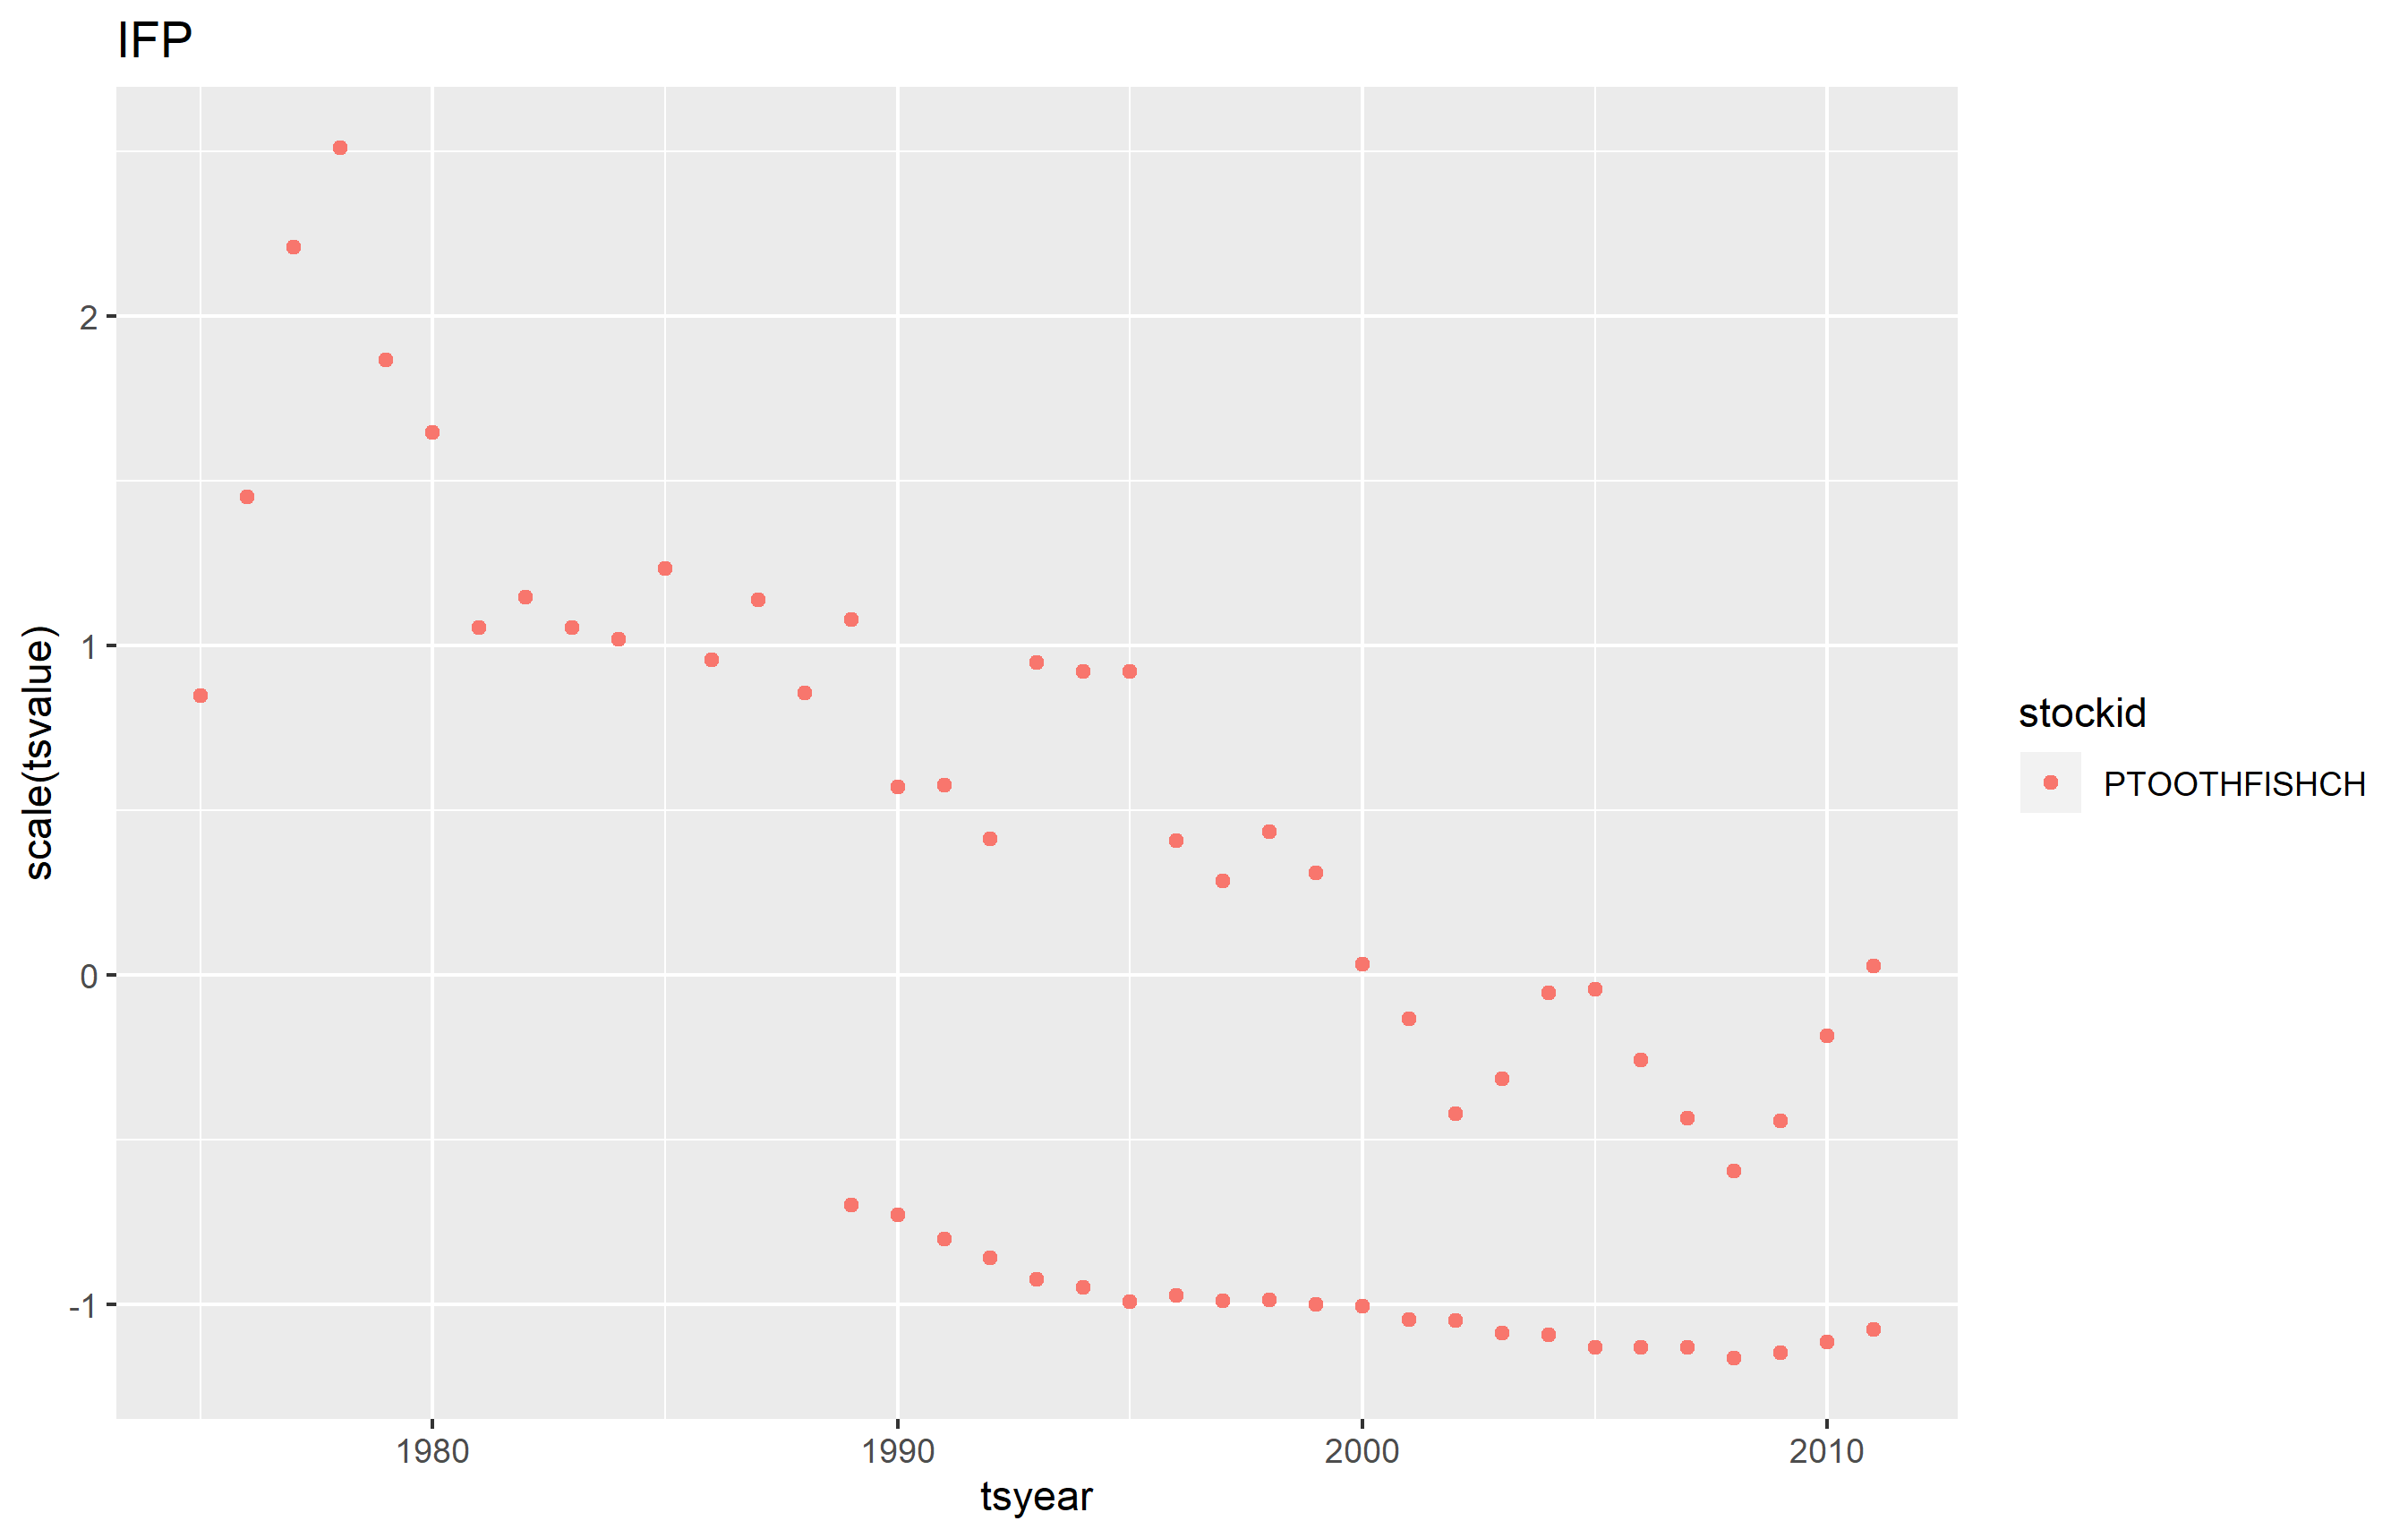 IFP
2
1
0
-1
scale(tsvalue)
1980
1990
2000
2010
tsyear
stockid
PTOOTHFISHCH